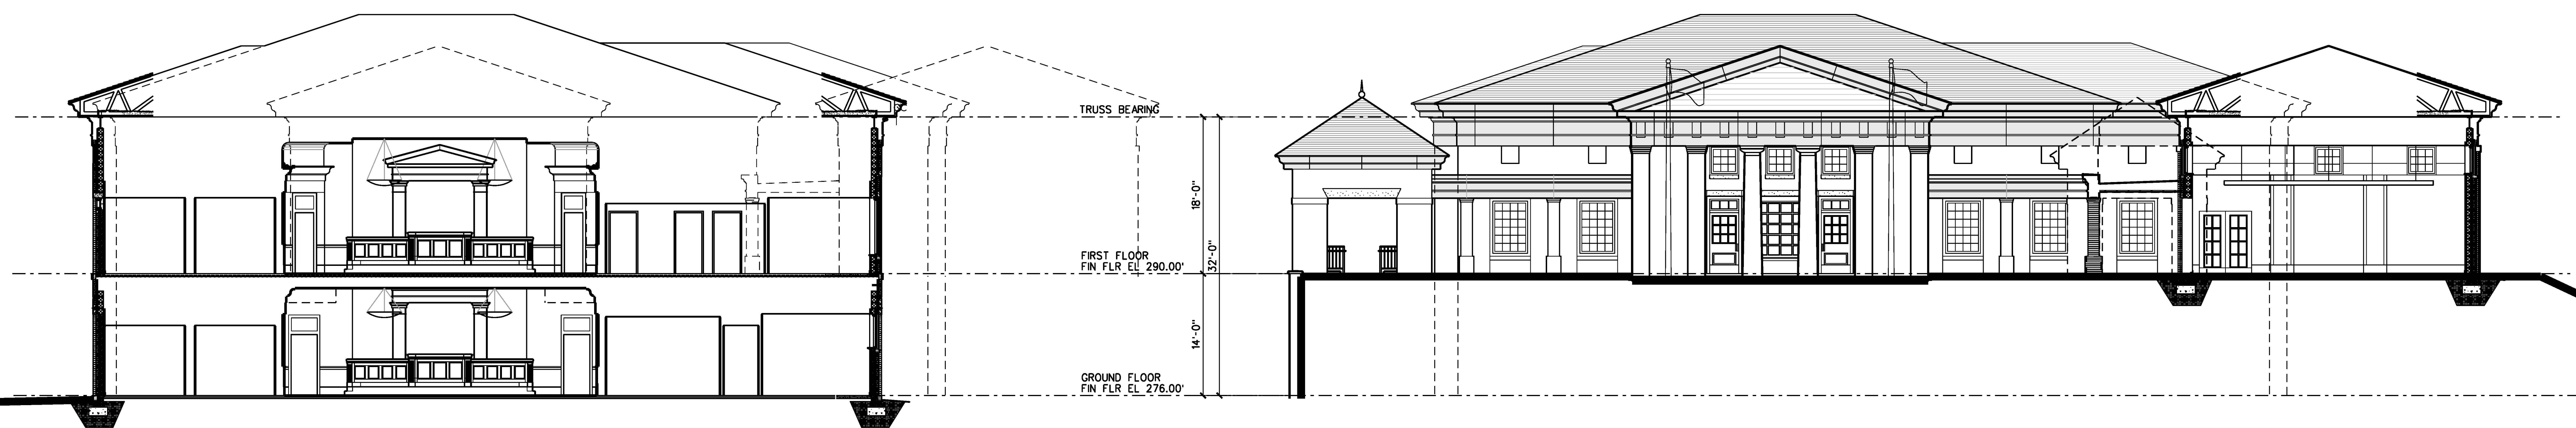 TRUSS BEARING
18'-0"
FIRST FLOOR
FIN FLR EL 290.00'
32'-0"
14'-0"
GROUND FLOOR
FIN FLR EL 276.00'